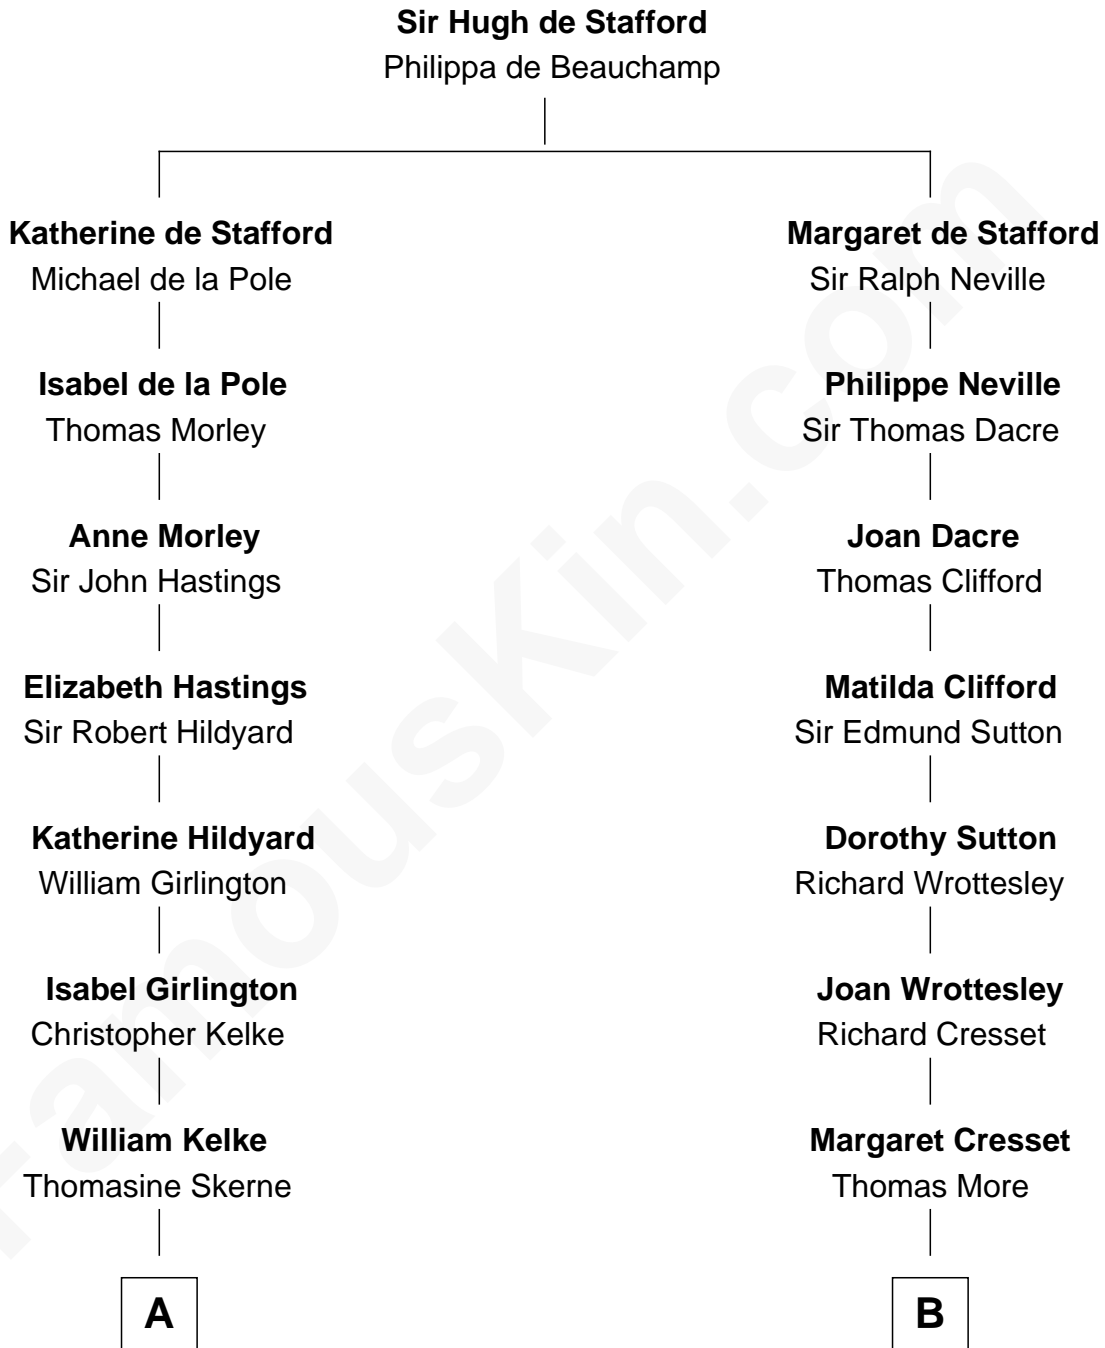 Sir Hugh de Stafford
Philippa de Beauchamp
Katherine de Stafford
Michael de la Pole
Margaret de Stafford
Sir Ralph Neville
Isabel de la Pole
Thomas Morley
Philippe Neville
Sir Thomas Dacre
Anne Morley
Sir John Hastings
Joan Dacre
Thomas Clifford
Elizabeth Hastings
Sir Robert Hildyard
Matilda Clifford
Sir Edmund Sutton
Katherine Hildyard
William Girlington
Dorothy Sutton
Richard Wrottesley
Isabel Girlington
Christopher Kelke
Joan Wrottesley
Richard Cresset
William Kelke
Thomasine Skerne
Margaret Cresset
Thomas More
A
B
FamousKin.com